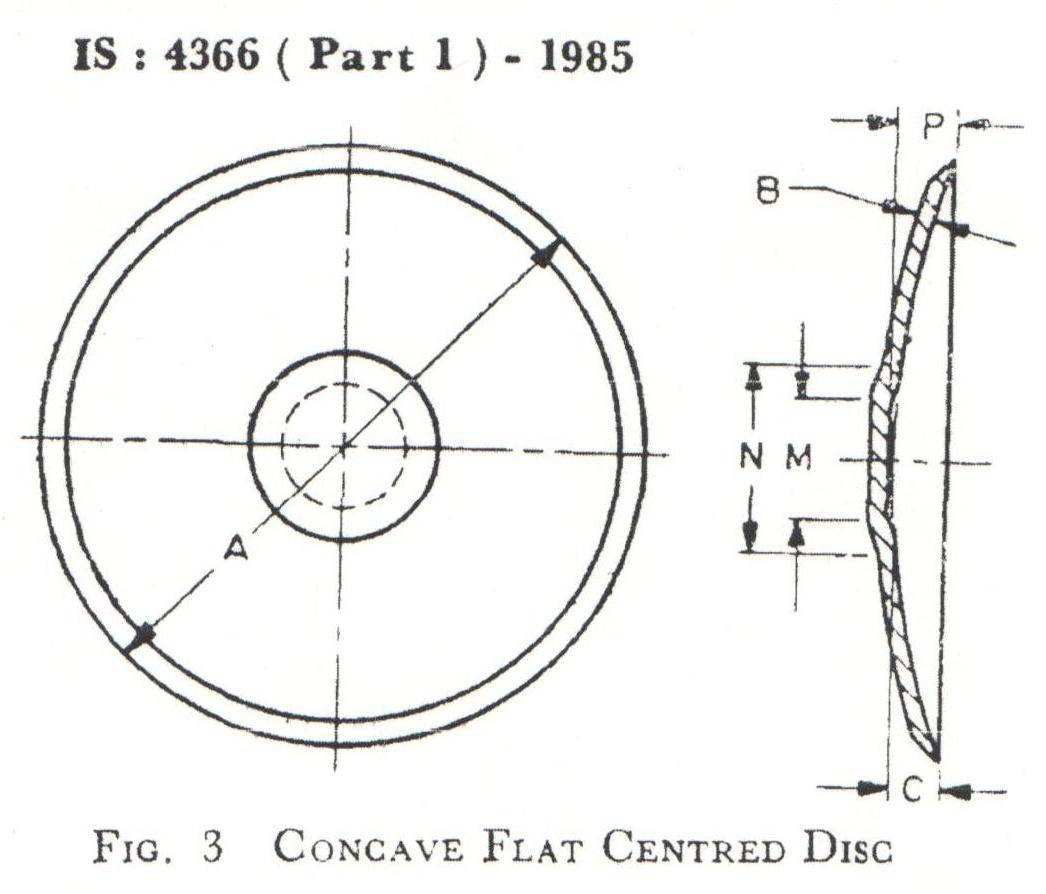 IS : 4366 ( Part 1 ) - 1985
P
B
N M
A
C
FIG. 3 CONCAVE FLAT CENTRED DISC